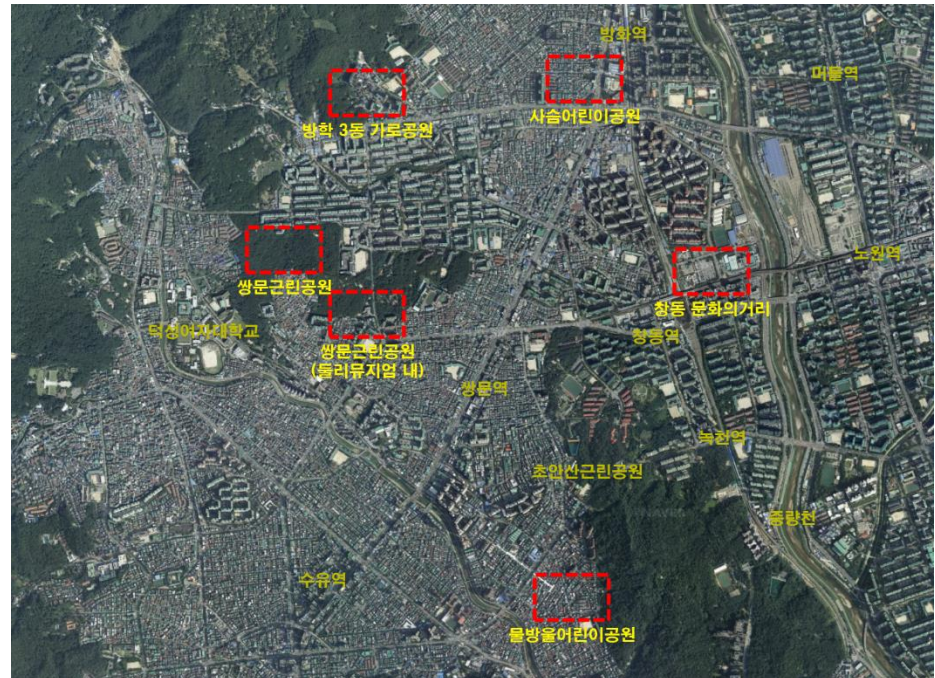 방화역
머들역
방학 3동 가로공원
사슴어린이공원
노원역
쌍문근린공원
창동 문화의거리
덕성여자대학교
창동역
쌍문근린공원
(둘리뮤지엄 내)
쌍문역
녹천역
초안산근린공원
중랑천
수유역
물방울어린이공원